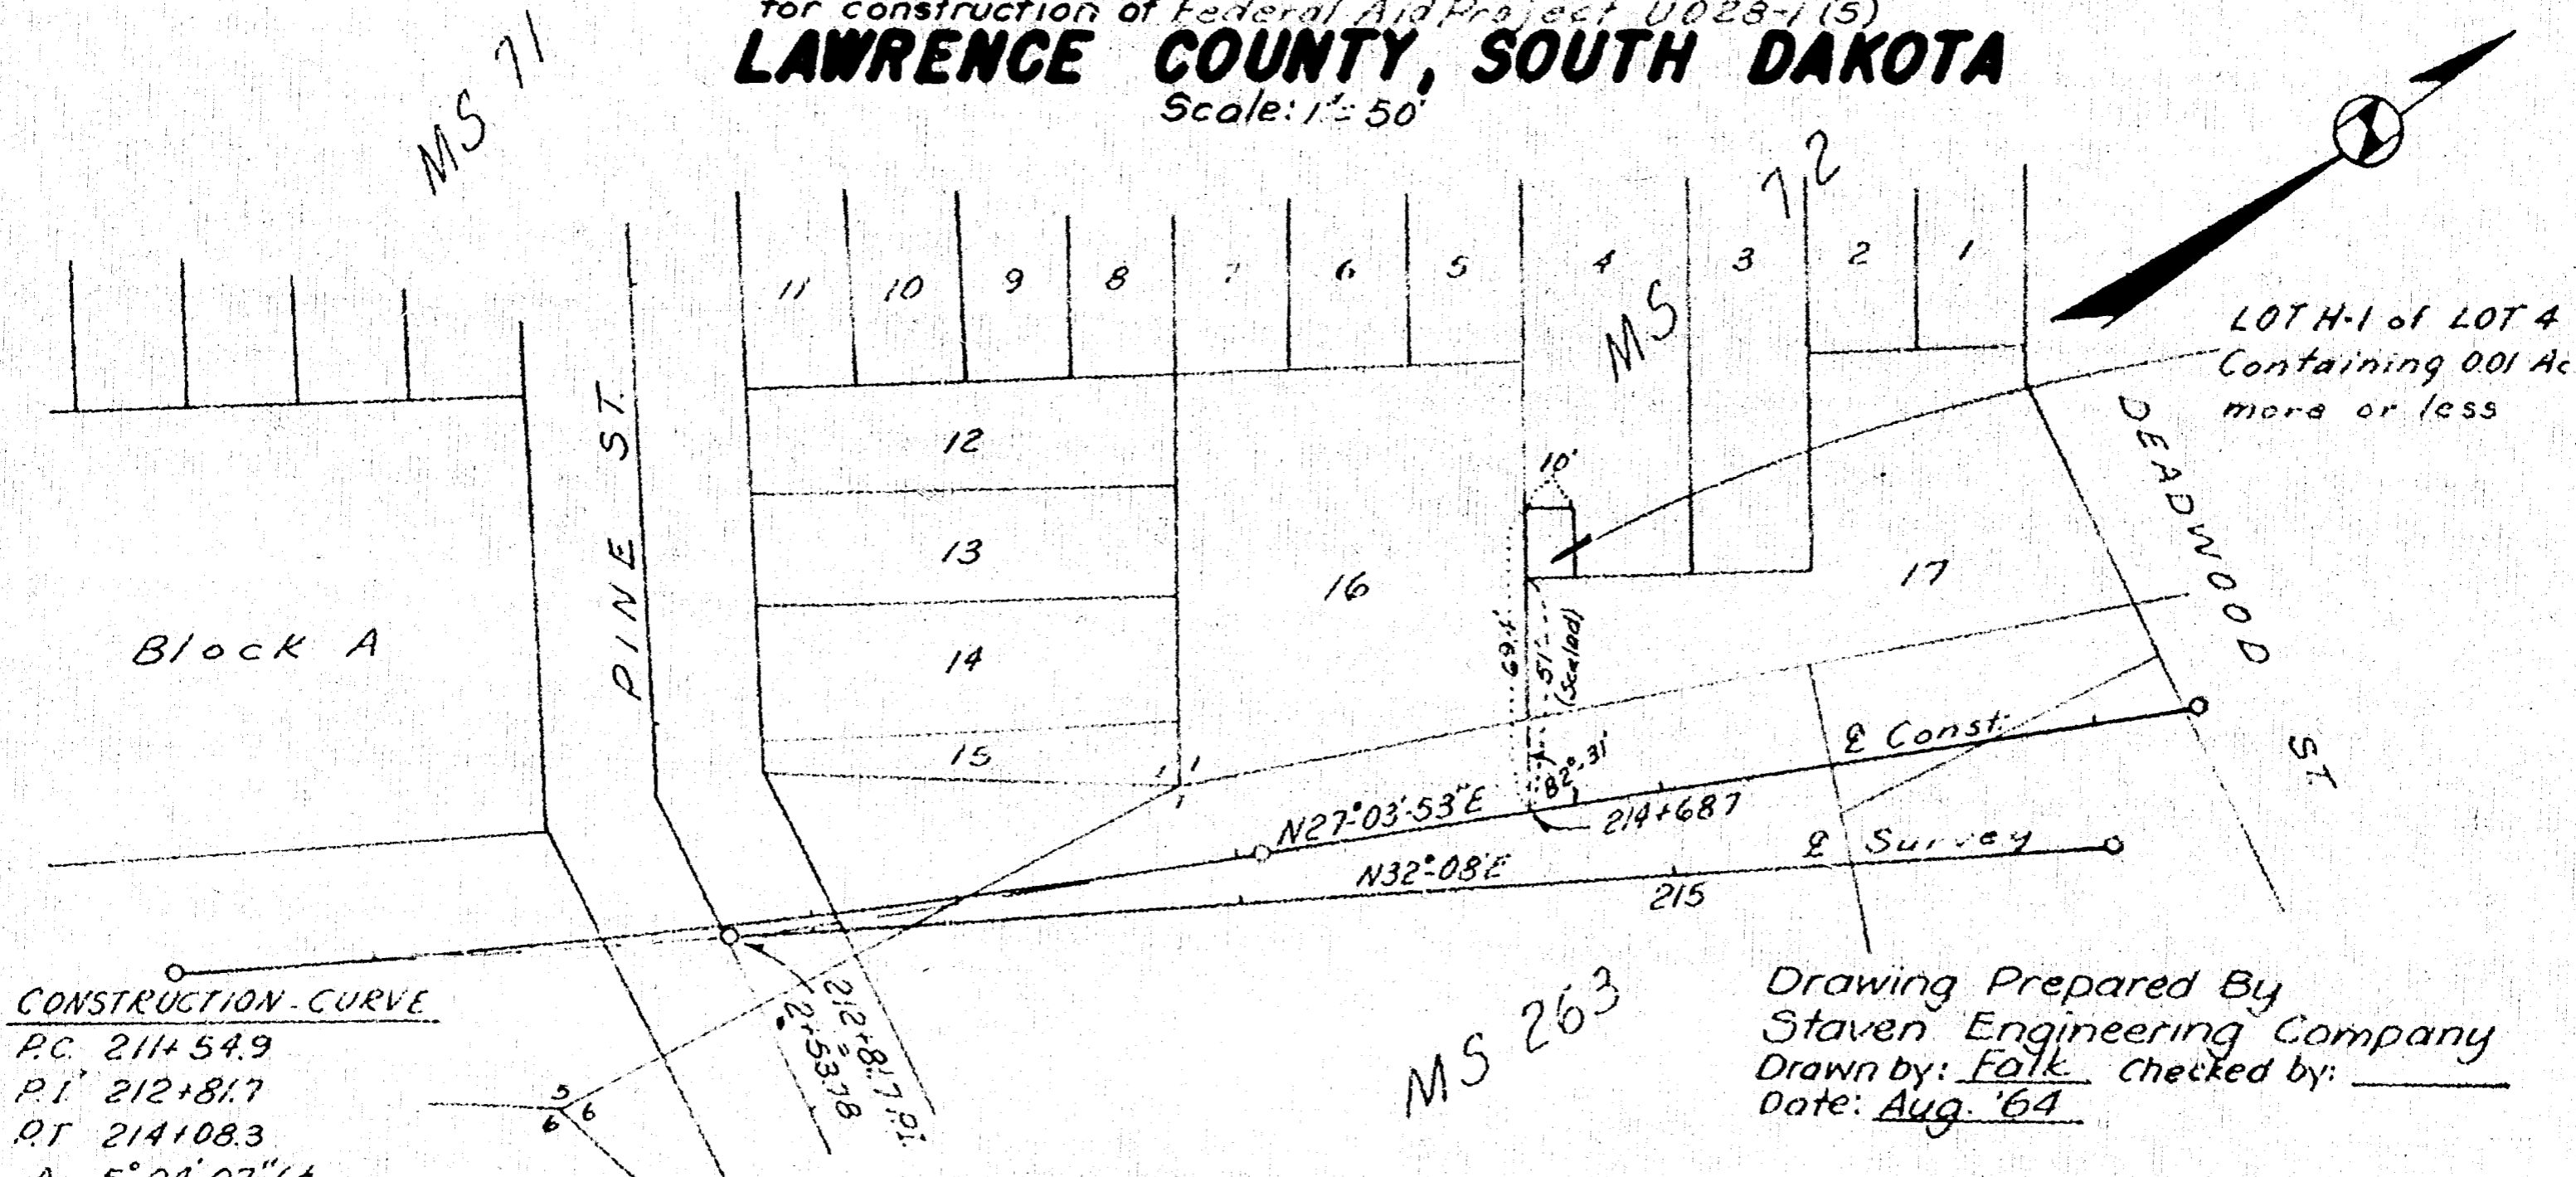 for construction of Federal Aid Project U028-1(5)
LAWRENCE COUNTY, SOUTH DAKOTA
Scale: 1"= 50'
MS 71
MS 72
11
10
9
8
7
6
5
4
3
2
1
LOT H-1 of LOT 4
Containing 0.01 Ac
more or less
PINE ST.
DEADWOOD ST.
12
13
14
15
16
17
10'
69.4'
51'
(Scaled)
82°-31'
Block A
N27°-03'-53"E
214+68.7
℄ Const.
N32°-08'E
℄ Survey
215
212+81.7 P.I.
=
2+53.78
5
6
6
MS 263
CONSTRUCTION CURVE
P.C. 211+54.9
P.I. 212+81.7
P.T. 214+08.3
Drawing Prepared By
Staven Engineering Company
Drawn by: Falk Checked by:
Date: Aug. '64